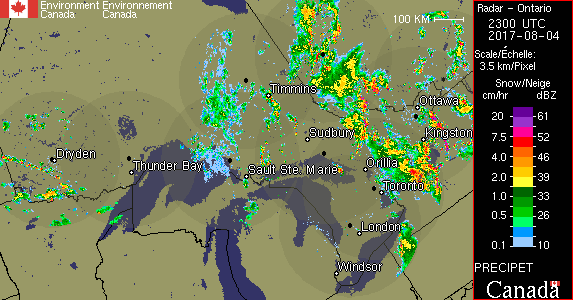 Environment Environnement
Canada Canada
100 KM
Timmins
Ottawa
Sudbury
Kingston
Dryden
Thunder Bay
Sault Ste. Marie
Orillia
Toronto
London
Windsor
Radar - Ontario
2300 UTC
2017-08-04
Scale/Échelle:
3.5 km/Pixel
Snow/Neige
cm/hr dBZ
20 61
7.5 52
4.0 46
2.0 39
1.0 33
0.5 26
0.1 10
PRECIPET
Canada